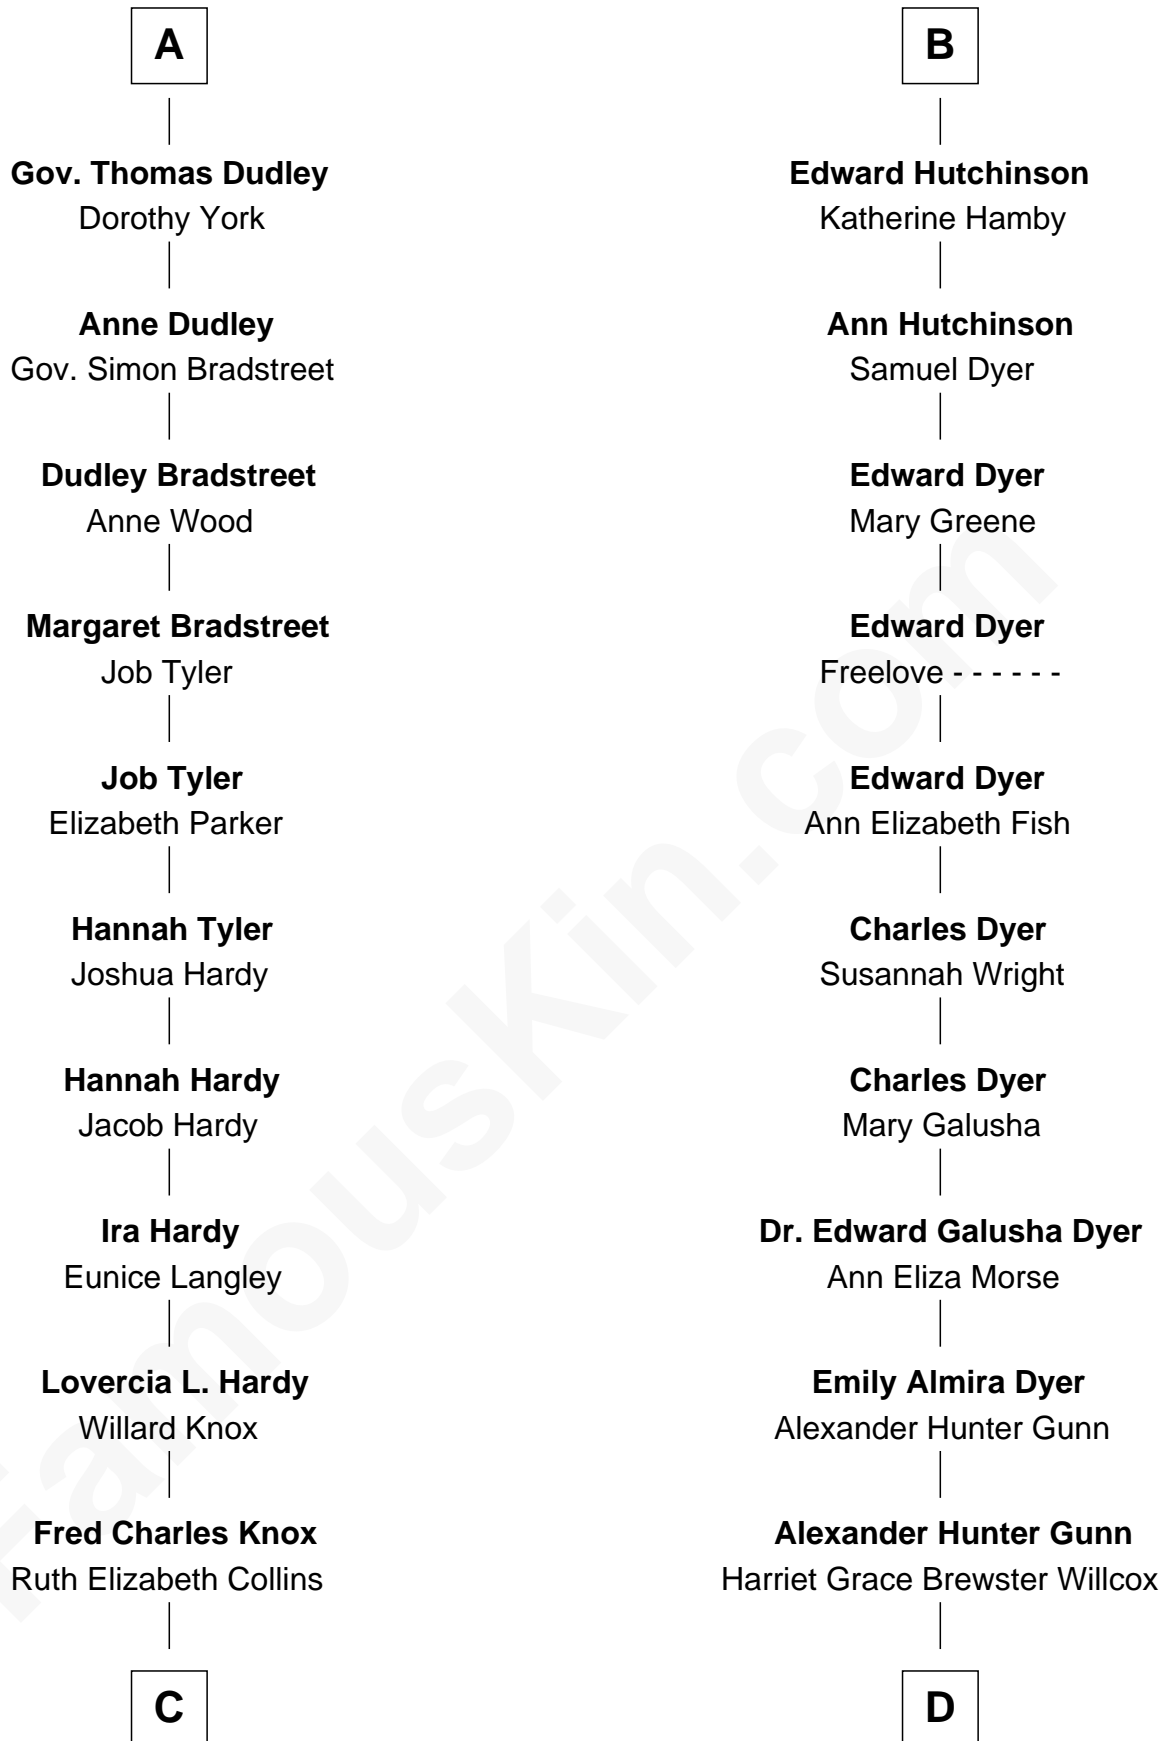 A
Gov. Thomas Dudley
Dorothy York
Anne Dudley
Gov. Simon Bradstreet
Dudley Bradstreet
Anne Wood
Margaret Bradstreet
Job Tyler
Job Tyler
Elizabeth Parker
Hannah Tyler
Joshua Hardy
Hannah Hardy
Jacob Hardy
Ira Hardy
Eunice Langley
Lovercia L. Hardy
Willard Knox
Fred Charles Knox
Ruth Elizabeth Collins
C
B
Edward Hutchinson
Katherine Hamby
Ann Hutchinson
Samuel Dyer
Edward Dyer
Mary Greene
Edward Dyer
Freelove - - - - - -
Edward Dyer
Ann Elizabeth Fish
Charles Dyer
Susannah Wright
Charles Dyer
Mary Galusha
Dr. Edward Galusha Dyer
Ann Eliza Morse
Emily Almira Dyer
Alexander Hunter Gunn
Alexander Hunter Gunn
Harriet Grace Brewster Willcox
D
FamousKin.com